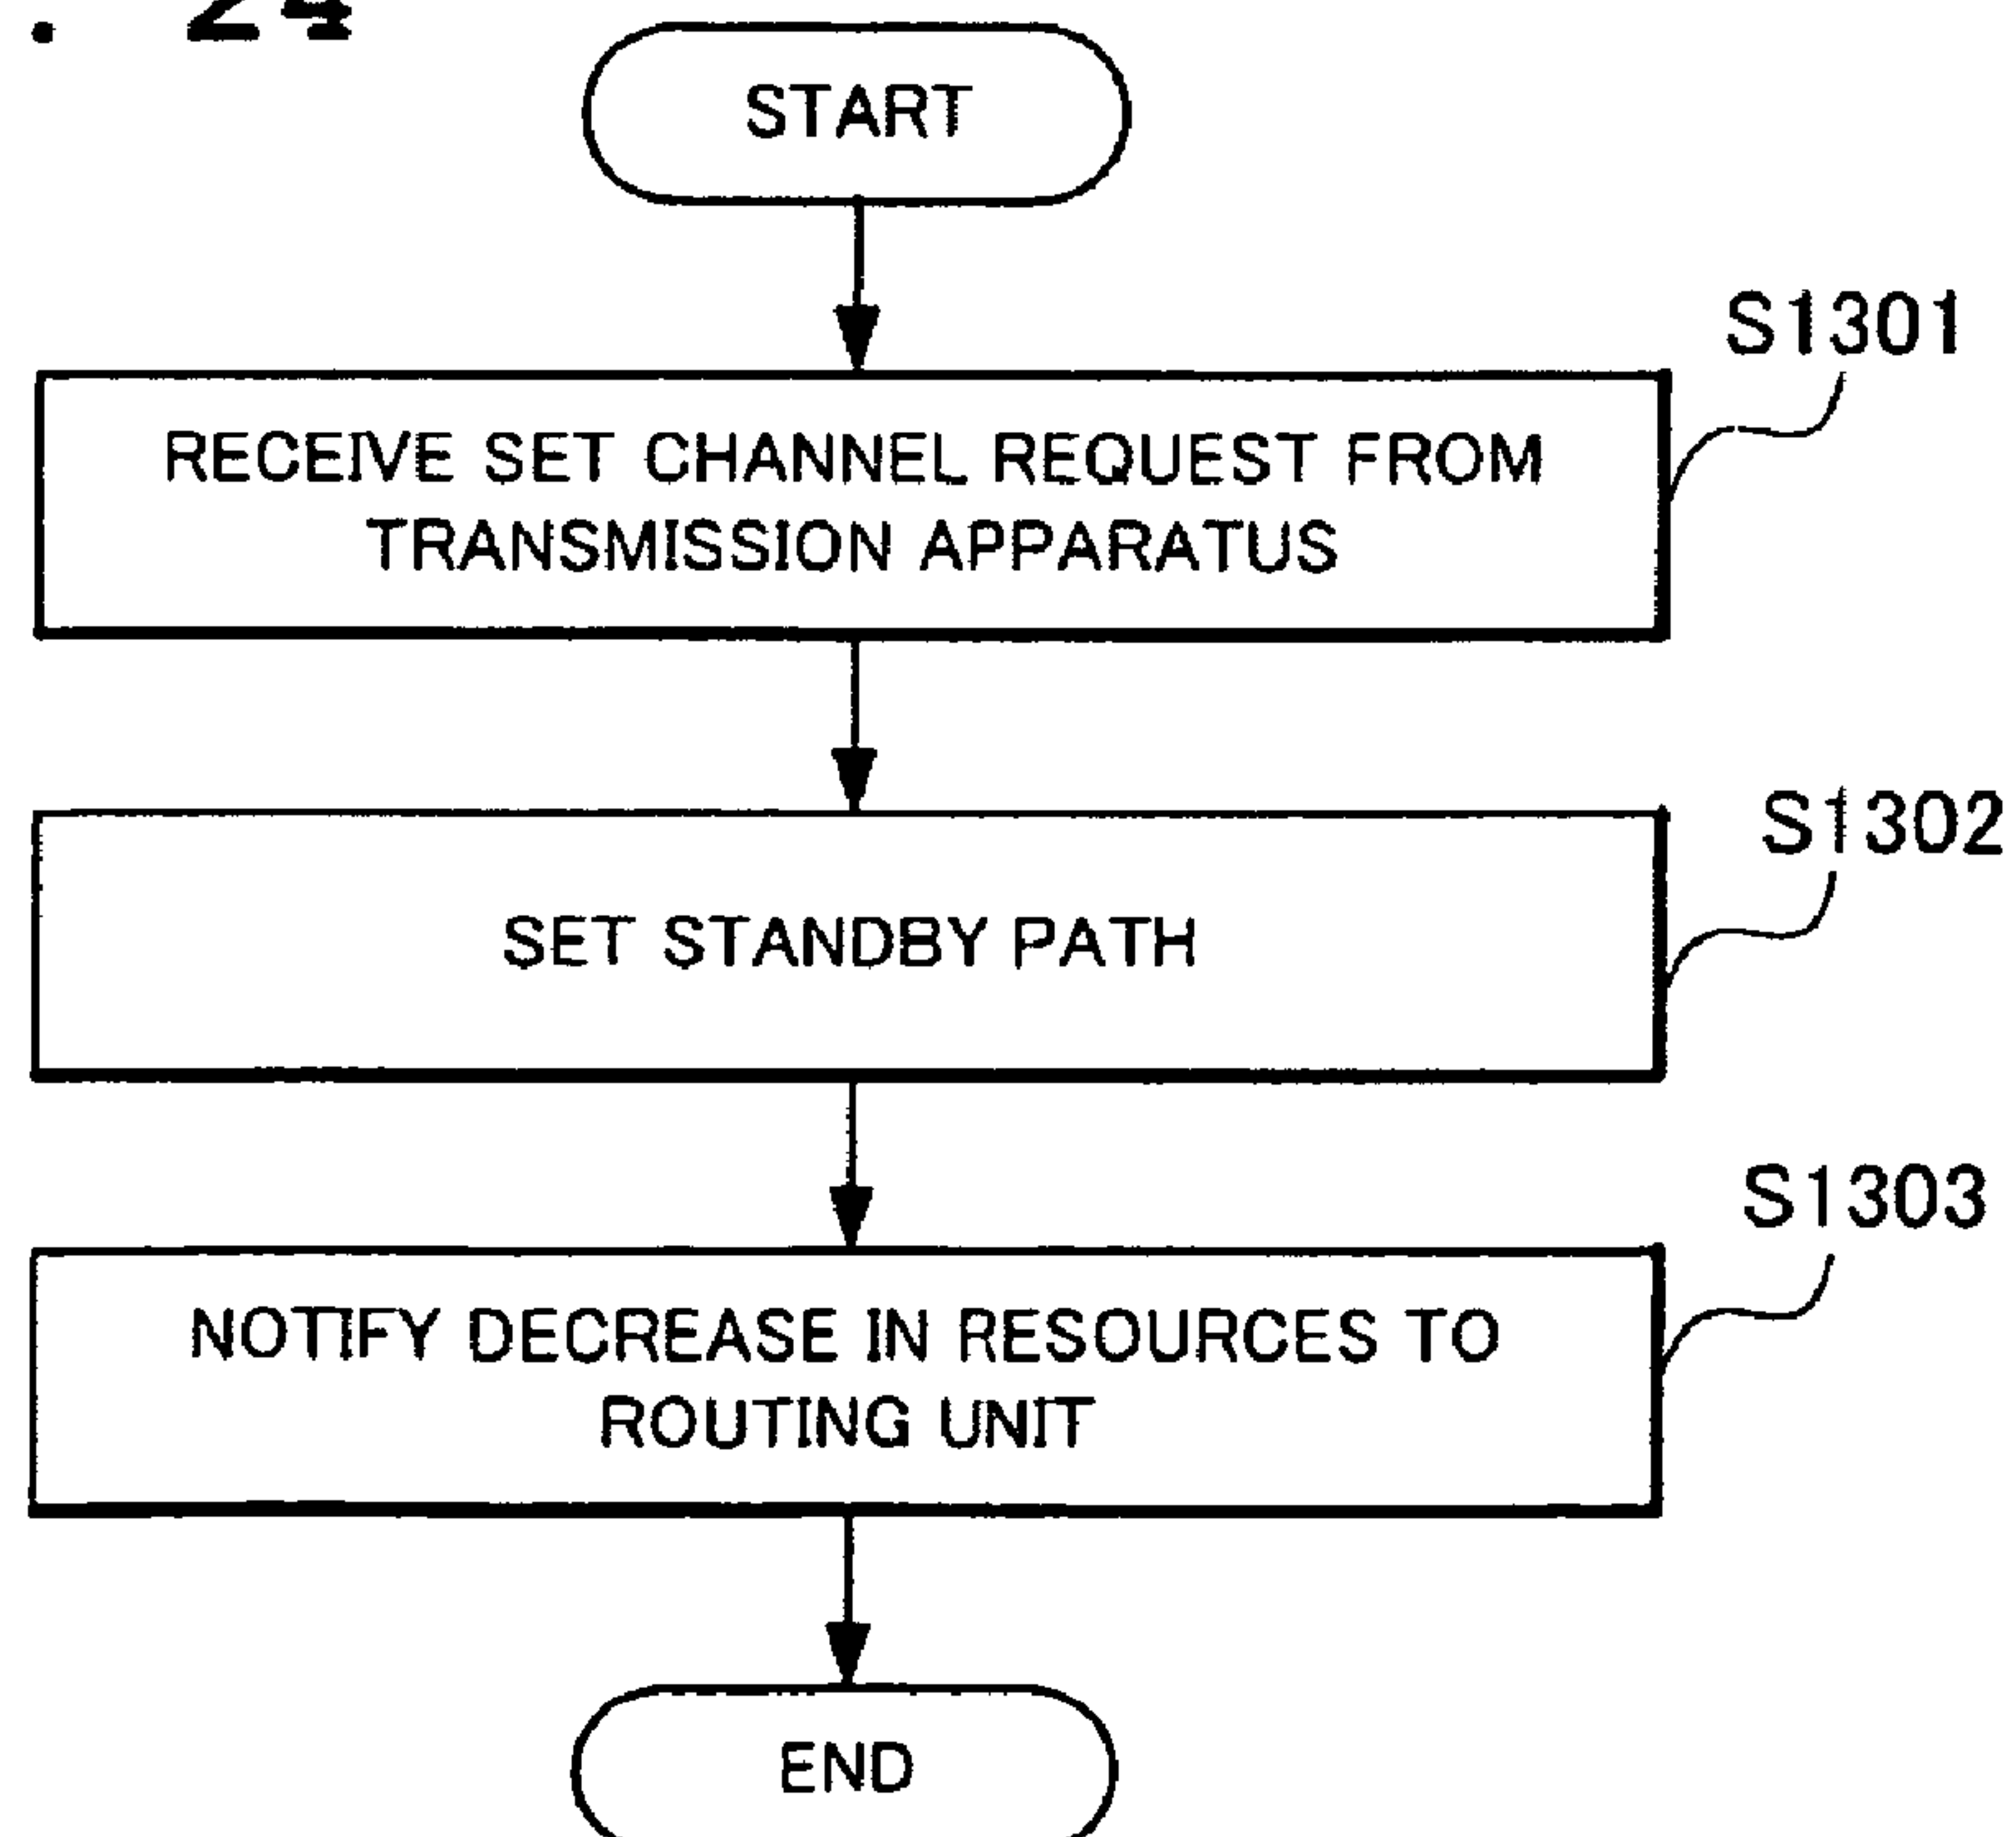 . 24
START
S1301
RECEIVE SET CHANNEL REQUEST FROM
TRANSMISSION APPARATUS
S1302
SET STANDBY PATH
S1303
NOTIFY DECREASE IN RESOURCES TO
ROUTING UNIT
END